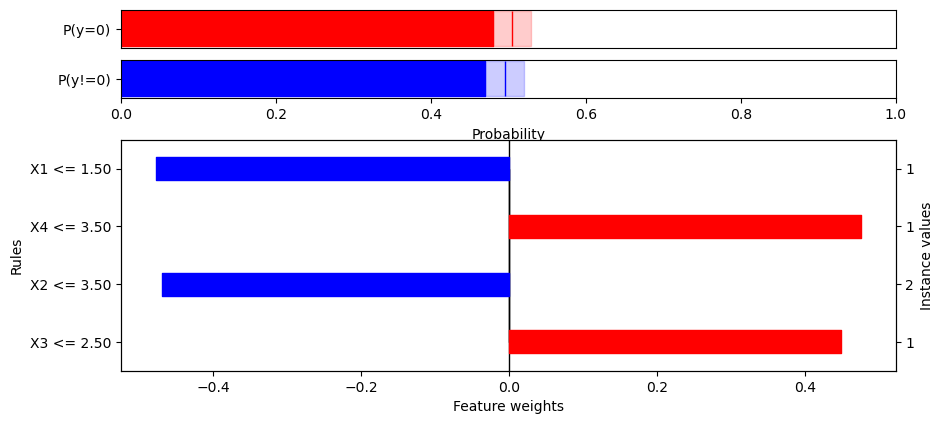 P(y=0)
P(y!=0)
0.0 0.2 0.4 0.6 0.8 1.0
Probability
X1 <= 1.50 1
X4 <= 3.50 1
X2 <= 3.50 2
X3 <= 2.50 1
Rules
Instance values
−0.4 −0.2 0.0 0.2 0.4
Feature weights